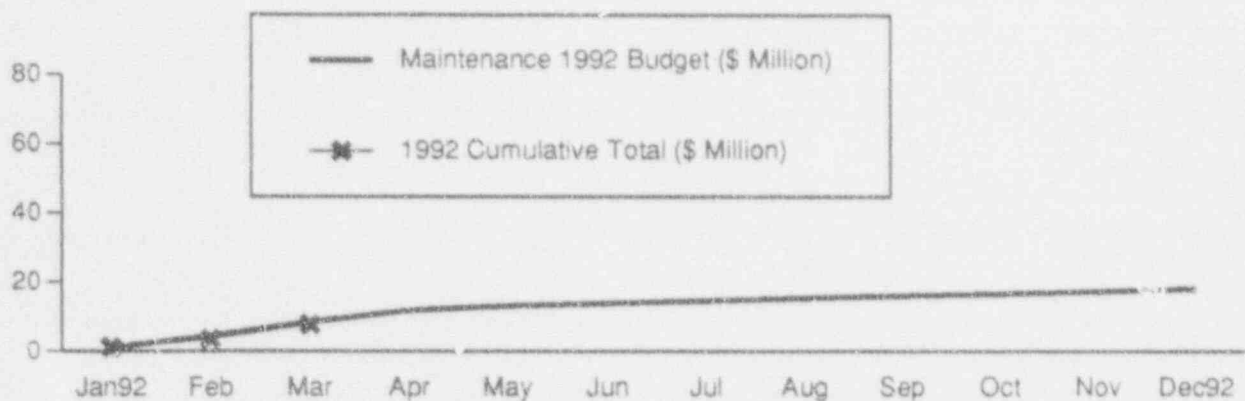 Maintenance 1992 Budget ($ Million)
1992 Cumulative Total ($ Million)
80
60
40
20
0
Jan92 Feb Mar Apr May Jun Jul Aug Sep Oct Nov Dec92